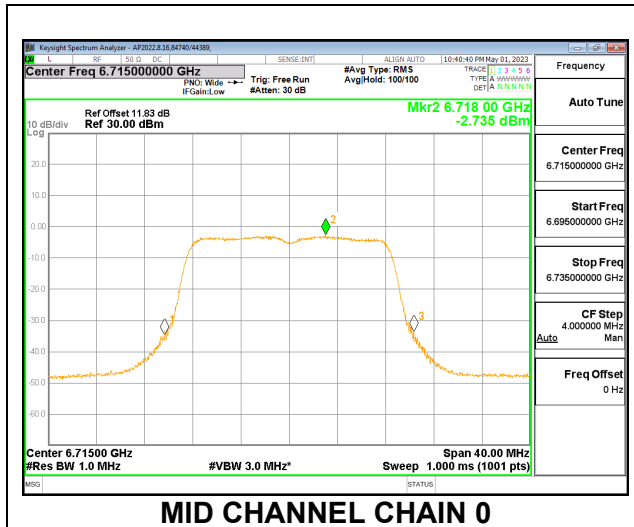 Keysight Spectrum Analyzer - AP2022.8.16,84740/44389,
LXI L RF 50 Ω DC SENSE:INT ALIGN AUTO 10:40:40 PM May 01, 2023
Center Freq 6.715000000 GHz #Avg Type: RMS TRACE 1 2 3 4 5 6
PNO: Wide Trig: Free Run Avg|Hold: 100/100 TYPE A WWWWW
IFGain:Low #Atten: 30 dB DET A N N N N N
Mkr2 6.718 00 GHz
-2.735 dBm
Ref Offset 11.83 dB
10 dB/div Ref 30.00 dBm
Log
20.0
10.0
0.00
-10.0
-20.0
-30.0
-40.0
-50.0
-60.0
2
1
3
Center 6.71500 GHz Span 40.00 MHz
#Res BW 1.0 MHz #VBW 3.0 MHz* Sweep 1.000 ms (1001 pts)
MSG STATUS
Frequency
Auto Tune
Center Freq
6.715000000 GHz
Start Freq
6.695000000 GHz
Stop Freq
6.735000000 GHz
CF Step
4.000000 MHz
Auto Man
Freq Offset
0 Hz
MID CHANNEL CHAIN 0